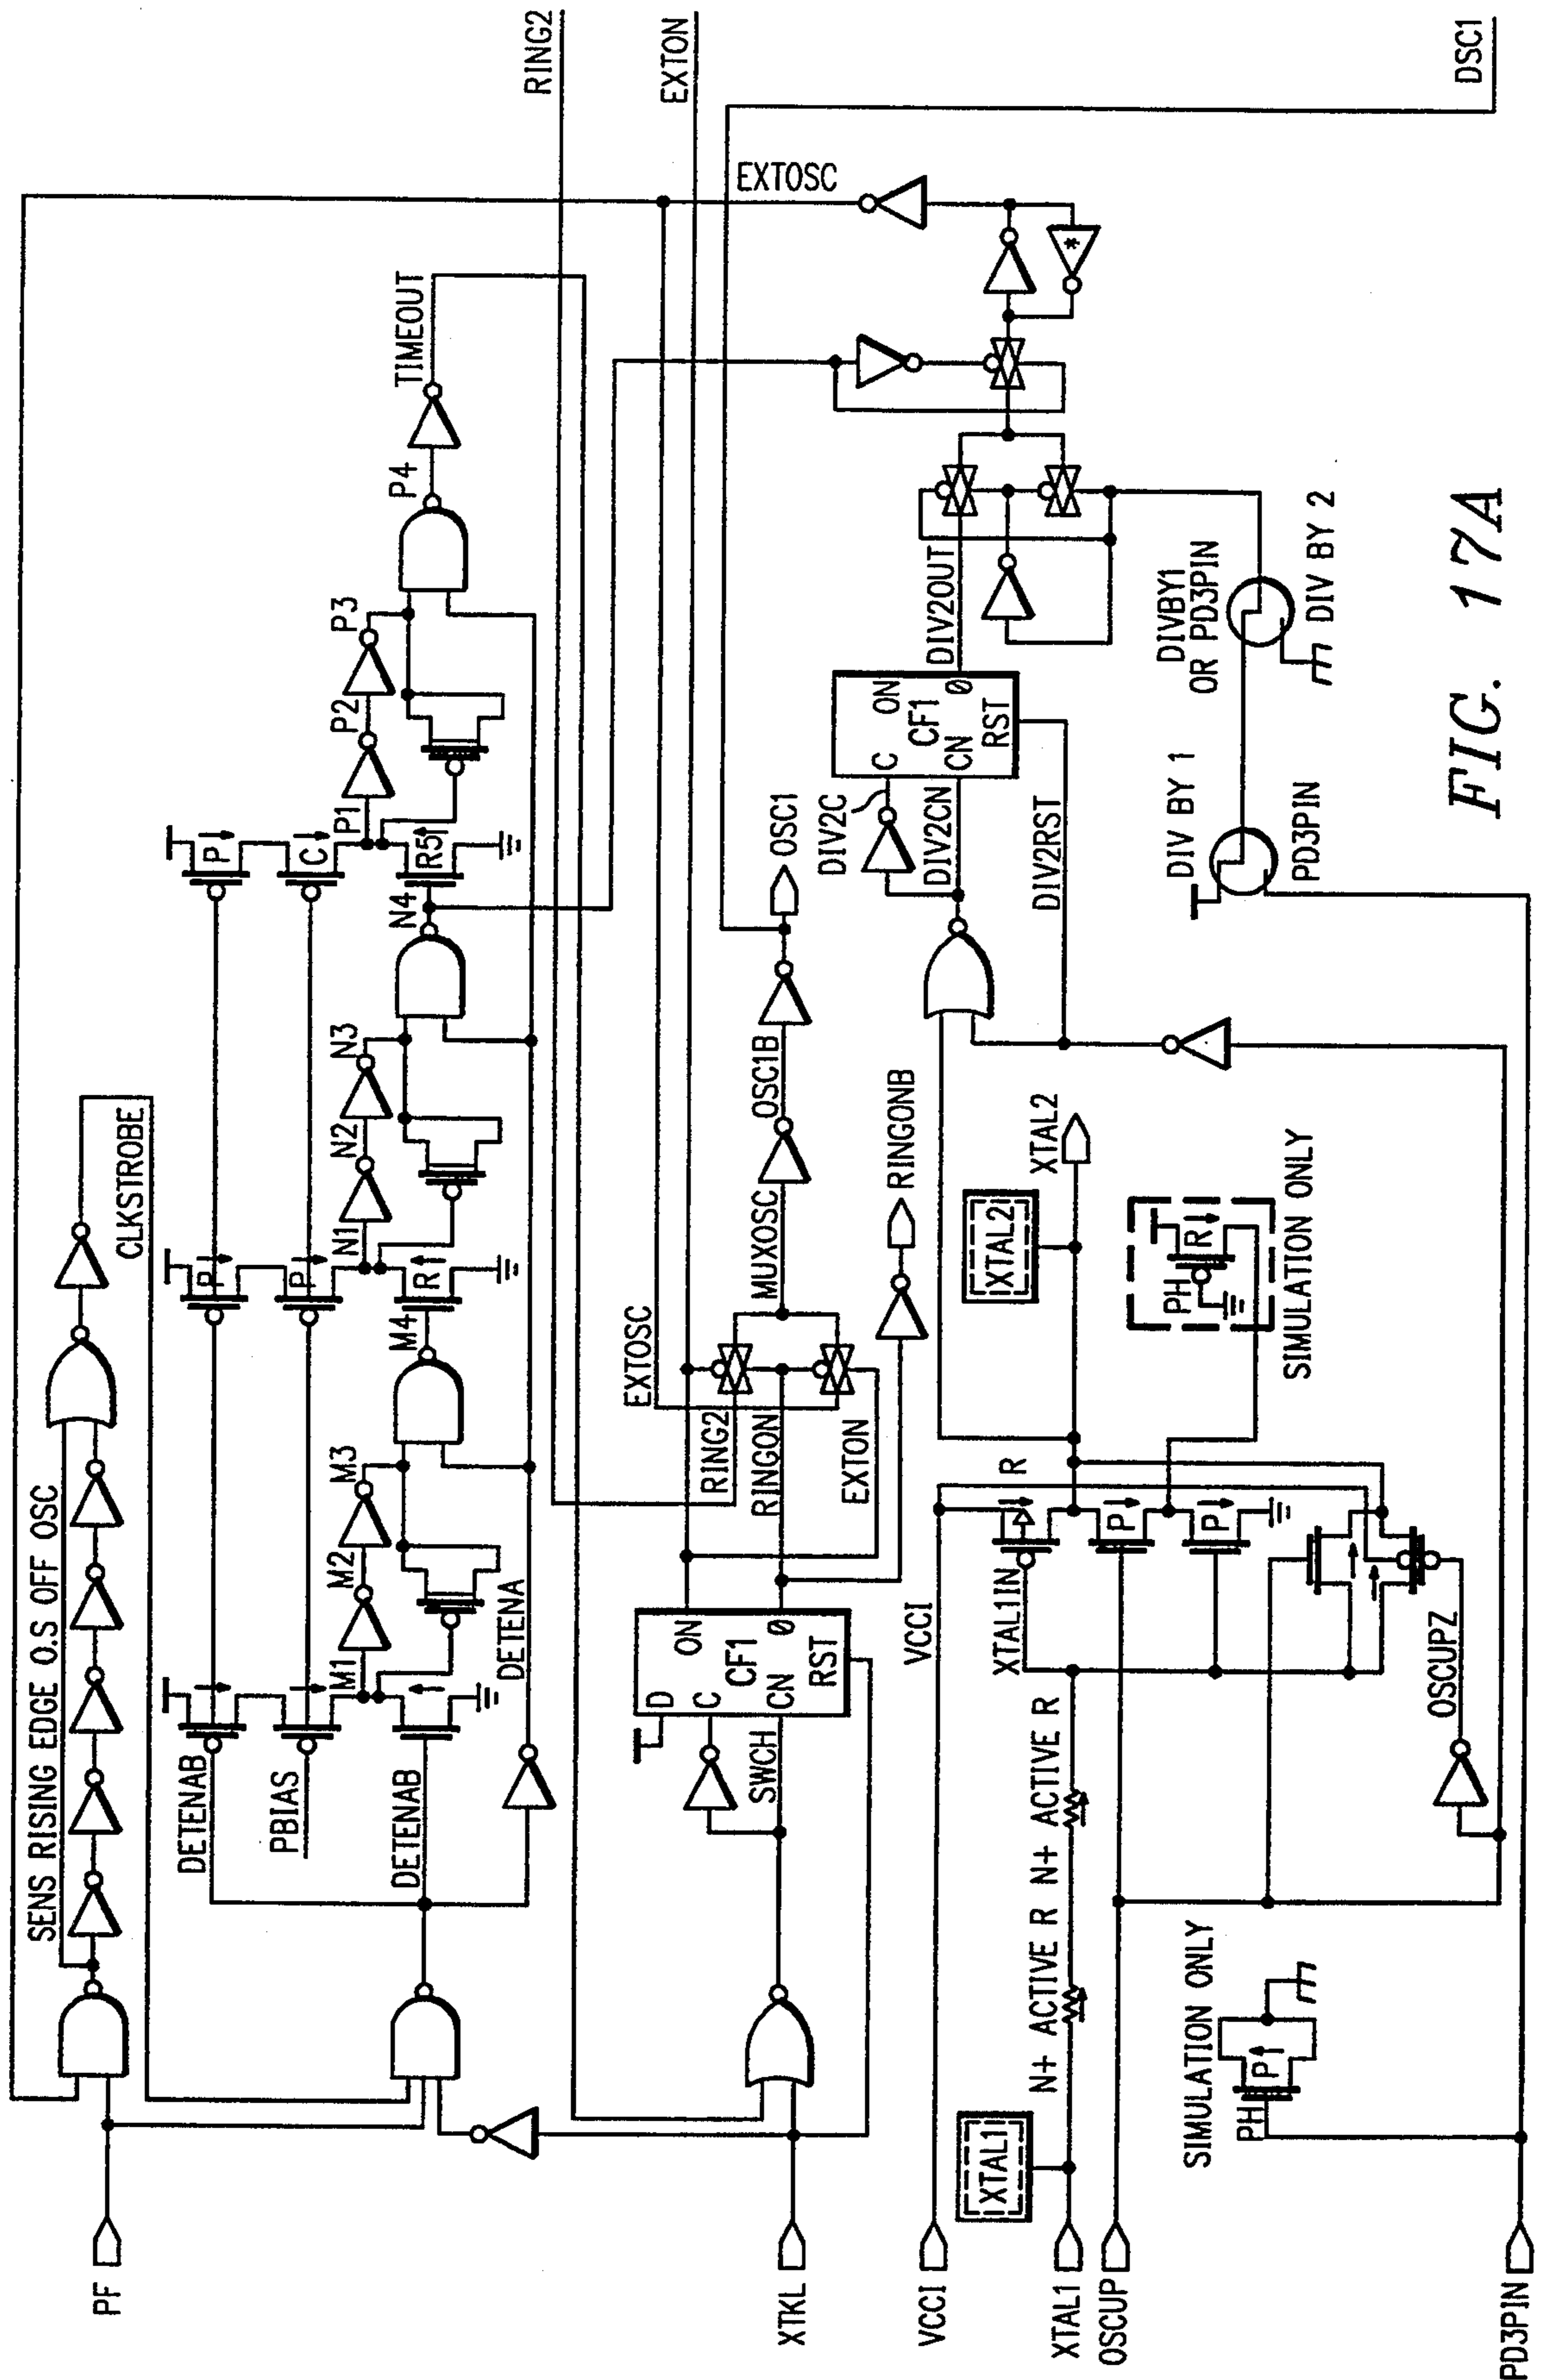 PF
SENS RISING EDGE O.S OFF OSC
CLKSTROBE
DETENAB
PBIAS
DETENAB
DETENA
M1
M2
M3
M4
P
P
R
N1
N2
N3
N4
P
C
R5
P1
P2
P3
P4
TIMEOUT
RING2
EXTON
XTKL
SWCH
D
C
CN
CF1
ON
0
RST
EXTOSC
RING2
RINGON
EXTON
MUXOSC
OSC1B
OSC1
RINGONB
EXTOSC
DSC1
VCCI
XTAL1
XTAL1
OSCUP
N+ ACTIVE R
N+ ACTIVE R
VCCI
XTAL1IN
R
P
P
OSCUPZ
XTAL2
XTAL2
PH
R
SIMULATION ONLY
DIV2C
DIV2CN
DIV2RST
C
CN
CF1
ON
0
RST
DIV2OUT
SIMULATION ONLY
PH
P
PD3PIN
DIV BY 1
PD3PIN
DIVBY1
OR PD3PIN
DIV BY 2
*
FIG. 17A